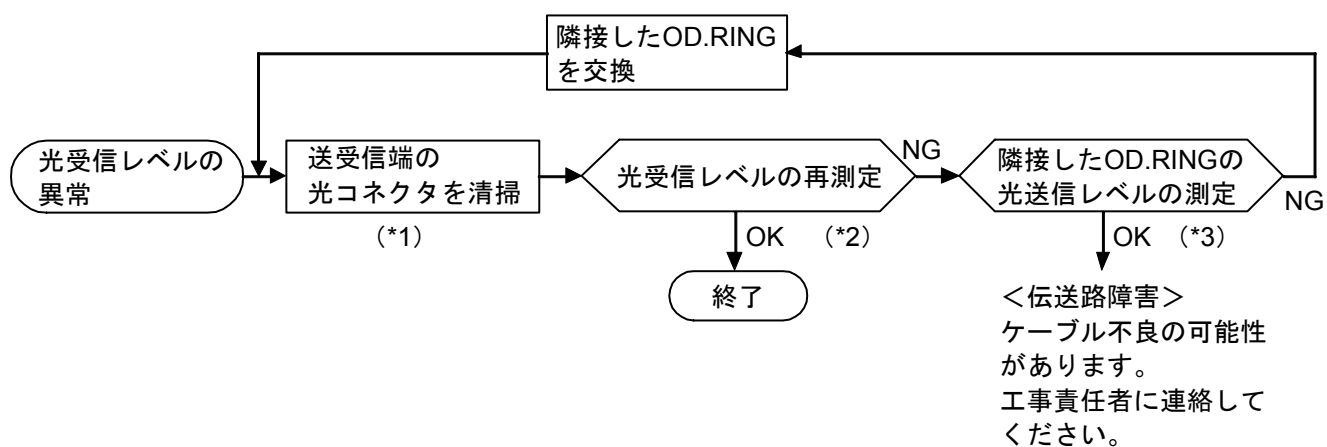 隣接したOD.RING
を交換
光受信レベルの
異常
送受信端の
光コネクタを清掃
(*1)
光受信レベルの再測定
NG
OK (*2)
終了
隣接したOD.RINGの
光送信レベルの測定
NG
OK (*3)
＜伝送路障害＞
ケーブル不良の可能性
があります。
工事責任者に連絡して
ください。